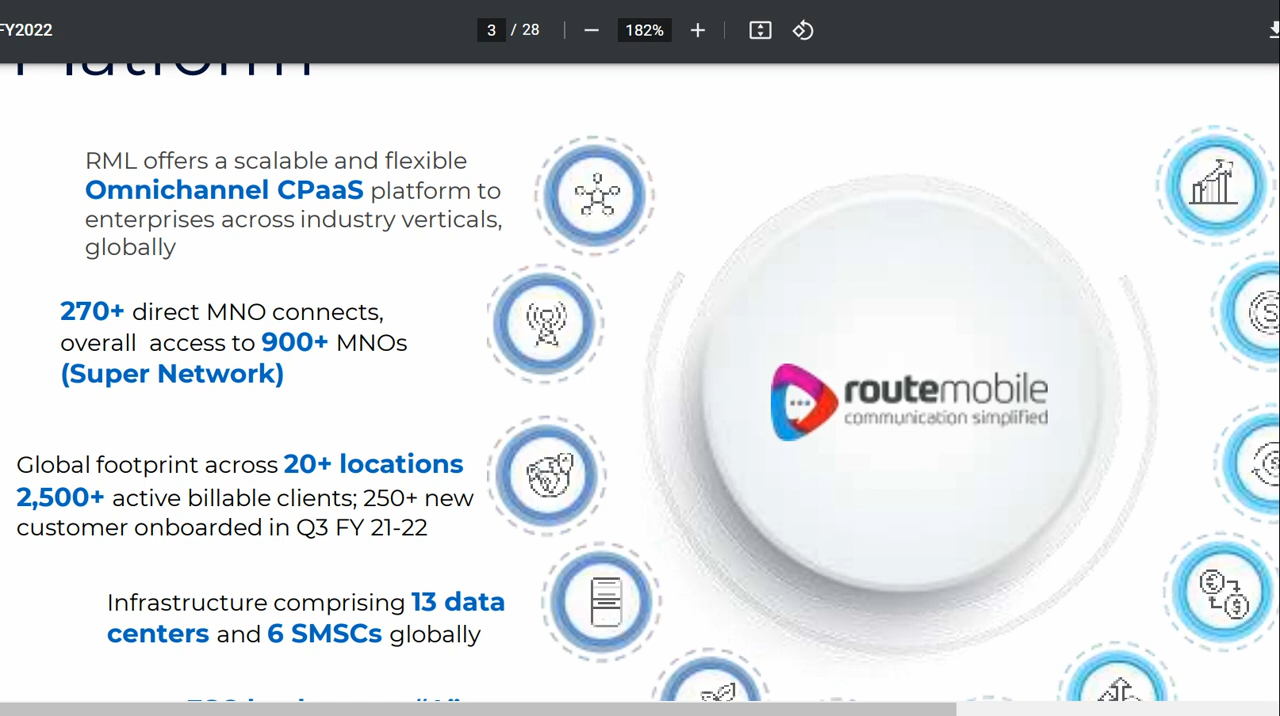 FY2022
3 / 28
182%
Platform
RML offers a scalable and flexible
Omnichannel CPaaS platform to
enterprises across industry verticals,
globally
270+ direct MNO connects,
overall access to 900+ MNOs
(Super Network)
Global footprint across 20+ locations
2,500+ active billable clients; 250+ new
customer onboarded in Q3 FY 21-22
Infrastructure comprising 13 data
centers and 6 SMSCs globally
routemobile
communication simplified